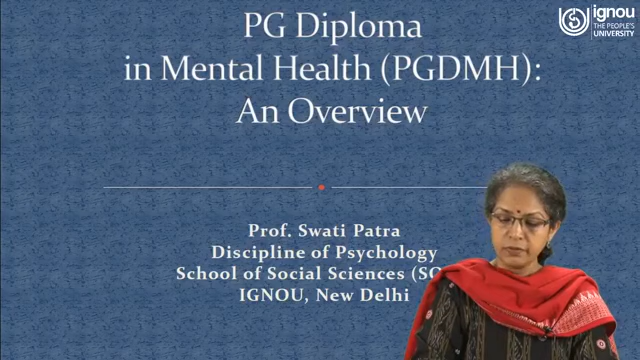 PG Diploma
in Mental Health (PGDMH):
An Overview
Prof. Swati Patra
Discipline of Psychology
School of Social Sciences (SO
IGNOU, New Delhi
ignou
THE PEOPLE'S
UNIVERSITY